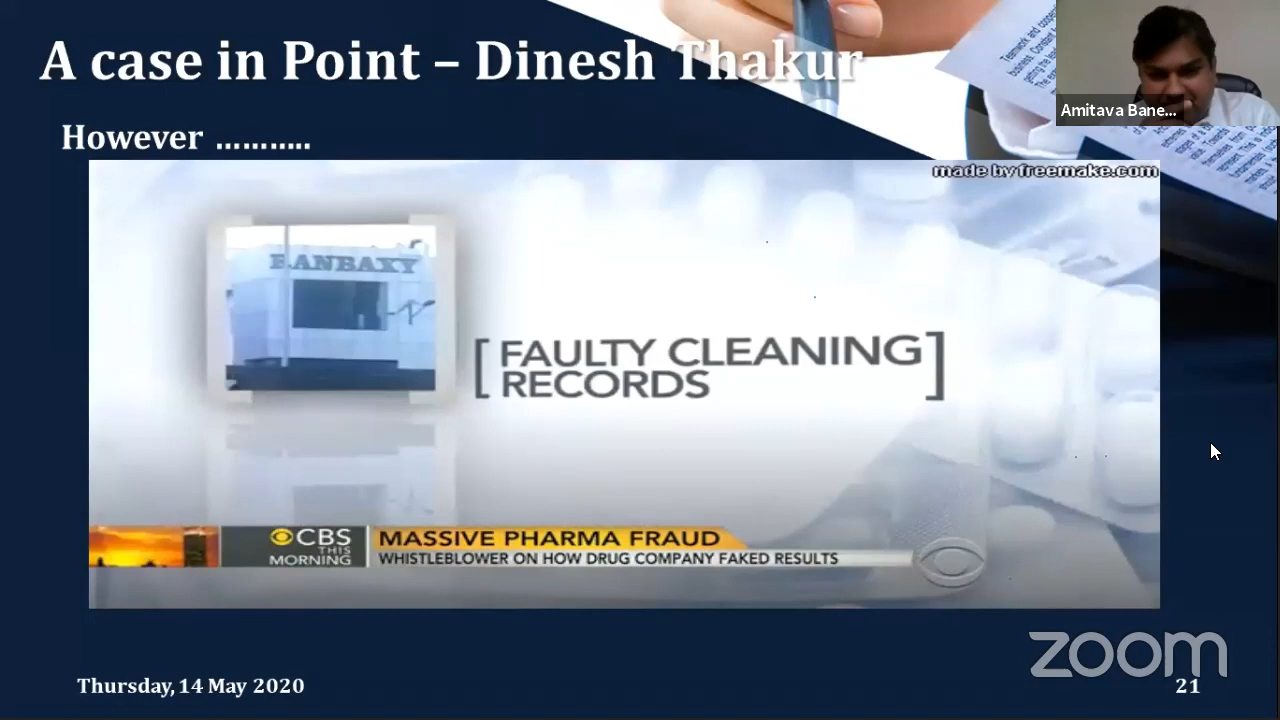 A case in Point – Dinesh Thakur
Amitava Bane...
However ...........
made by freemake.com
RANBAXY
[FAULTY CLEANING
RECORDS]
CBS
THIS
MORNING
MASSIVE PHARMA FRAUD
WHISTLEBLOWER ON HOW DRUG COMPANY FAKED RESULTS
zoom
Thursday, 14 May 2020
21